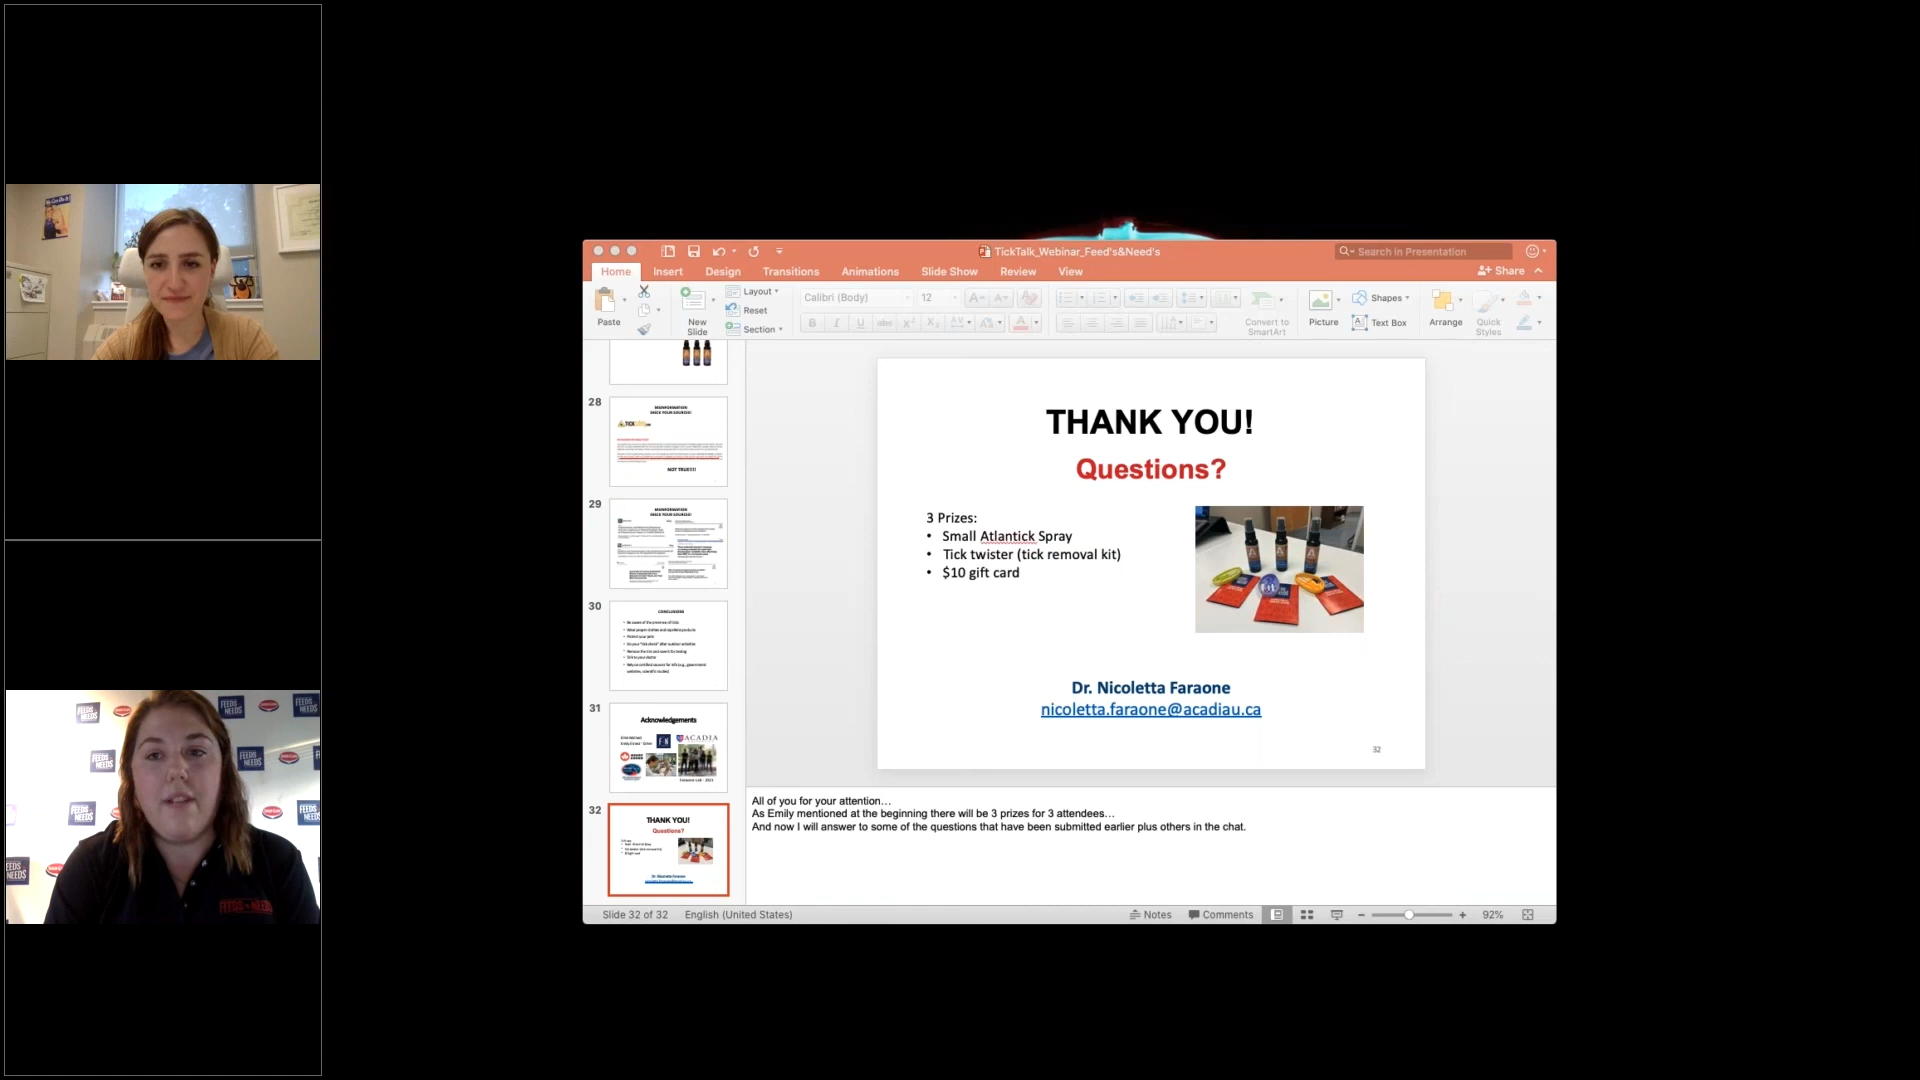 TickTalk_Webinar_Feed's&Need's
Search in Presentation
Home
Insert
Design
Transitions
Animations
Slide Show
Review
View
Share
Paste
New
Slide
Layout
Reset
Section
Calibri (Body)
12
Convert to
SmartArt
Picture
Shapes
Text Box
Arrange
Quick
Styles
28
NOT TRUE!!!!
29
30
CONCLUSIONS
31
Acknowledgements
ACADIA
32
THANK YOU!
Questions?
THANK YOU!
Questions?
3 Prizes:
• Small Atlantick Spray
• Tick twister (tick removal kit)
• $10 gift card
Dr. Nicoletta Faraone
nicoletta.faraone@acadiau.ca
32
All of you for your attention…
As Emily mentioned at the beginning there will be 3 prizes for 3 attendees…
And now I will answer to some of the questions that have been submitted earlier plus others in the chat.
Slide 32 of 32
English (United States)
Notes
Comments
92%
FEEDS
NEEDS